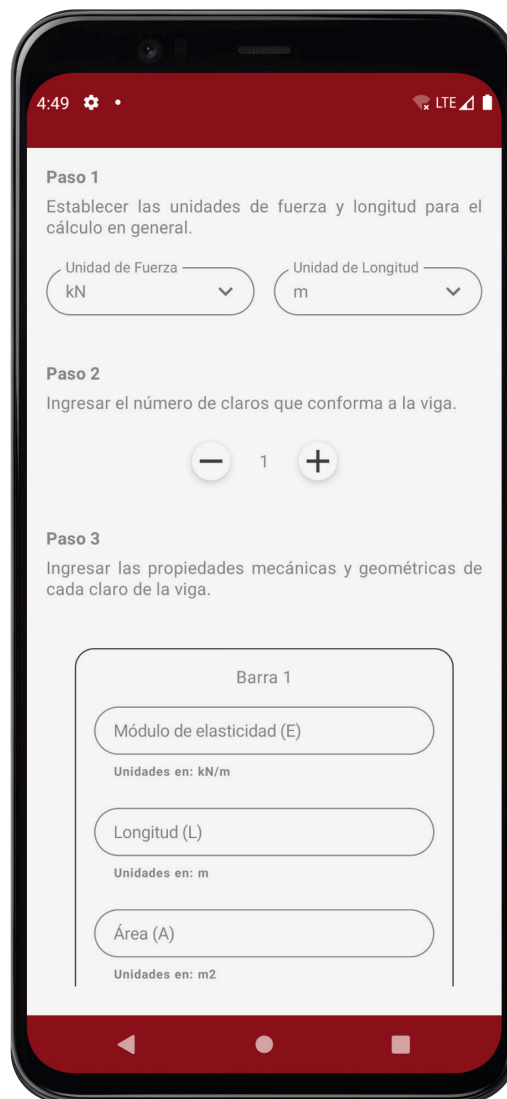 4:49
LTE
Paso 1
Establecer las unidades de fuerza y longitud para el
cálculo en general.
Unidad de Fuerza
kN
Unidad de Longitud
m
Paso 2
Ingresar el número de claros que conforma a la viga.
1
Paso 3
Ingresar las propiedades mecánicas y geométricas de
cada claro de la viga.
Barra 1
Módulo de elasticidad (E)
Unidades en: kN/m
Longitud (L)
Unidades en: m
Área (A)
Unidades en: m2